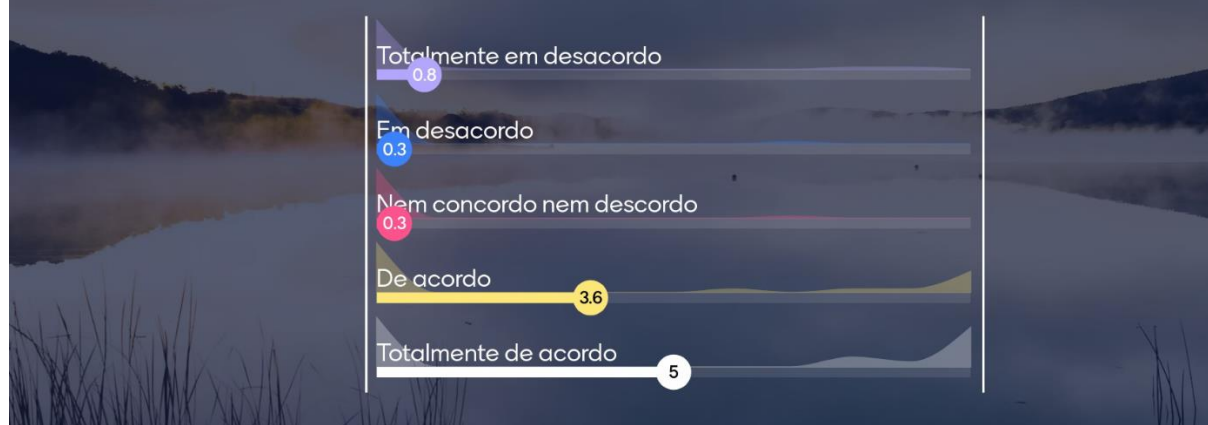 Totalmente em desacordo
0.8
Em desacordo
0.3
Nem concordo nem descordo
0.3
De acordo
3.6
Totalmente de acordo
5